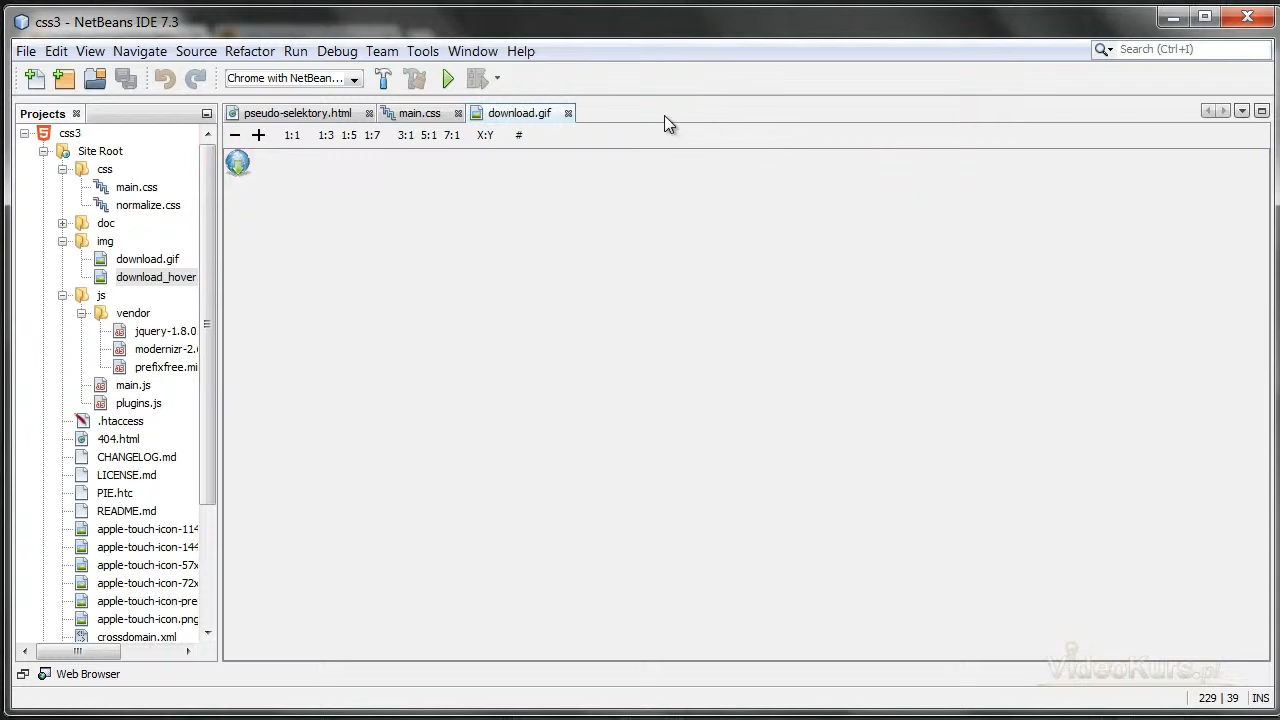 css3 - NetBeans IDE 7.3
File Edit View Navigate Source Refactor Run Debug Team Tools Window Help
Search (Ctrl+I)
Chrome with NetBean...
Projects
pseudo-selektory.html
main.css
download.gif
1:1 1:3 1:5 1:7 3:1 5:1 7:1 X:Y #
css3
Site Root
css
main.css
normalize.css
doc
img
download.gif
download_hover
js
vendor
jquery-1.8.0
modernizr-2.
prefixfree.mi
main.js
plugins.js
.htaccess
404.html
CHANGELOG.md
LICENSE.md
PIE.htc
README.md
apple-touch-icon-114
apple-touch-icon-144
apple-touch-icon-57x
apple-touch-icon-72x
apple-touch-icon-pre
apple-touch-icon.png
crossdomain.xml
VideoKurs.pl
Web Browser
229 | 39 INS